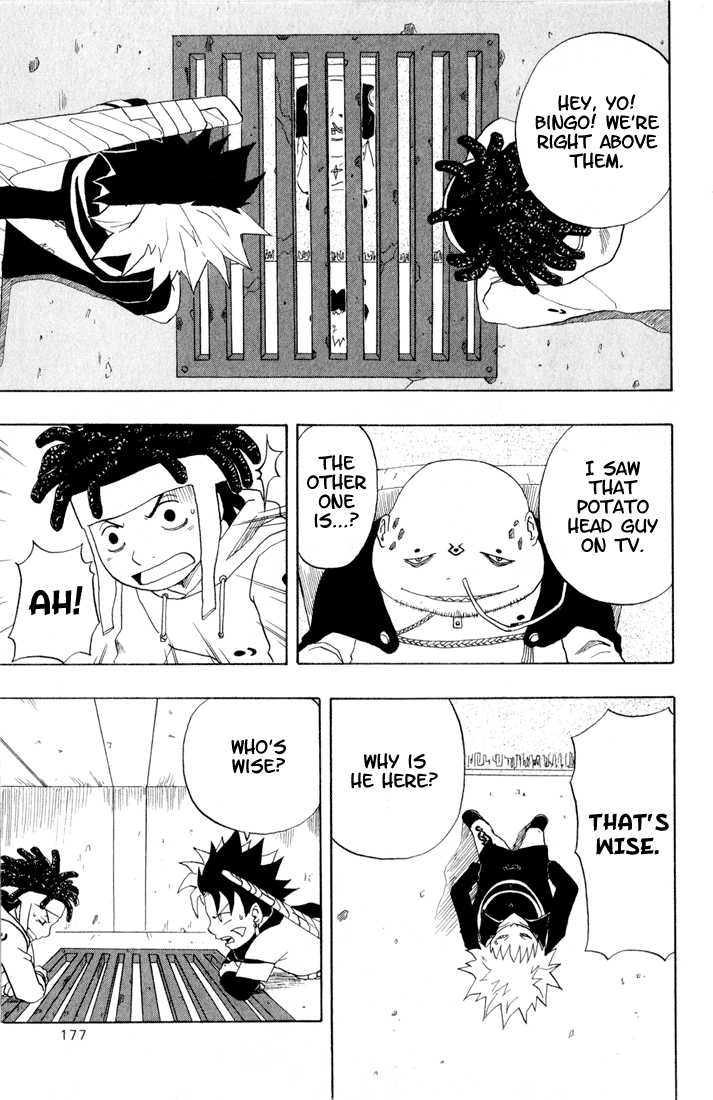 HEY, YO!
BINGO! WE'RE
RIGHT ABOVE
THEM.
I SAW
THAT
POTATO
HEAD GUY
ON TV.
THE
OTHER
ONE
IS...?
AH!
THAT'S
WISE.
WHY IS
HE HERE?
WHO'S
WISE?
177